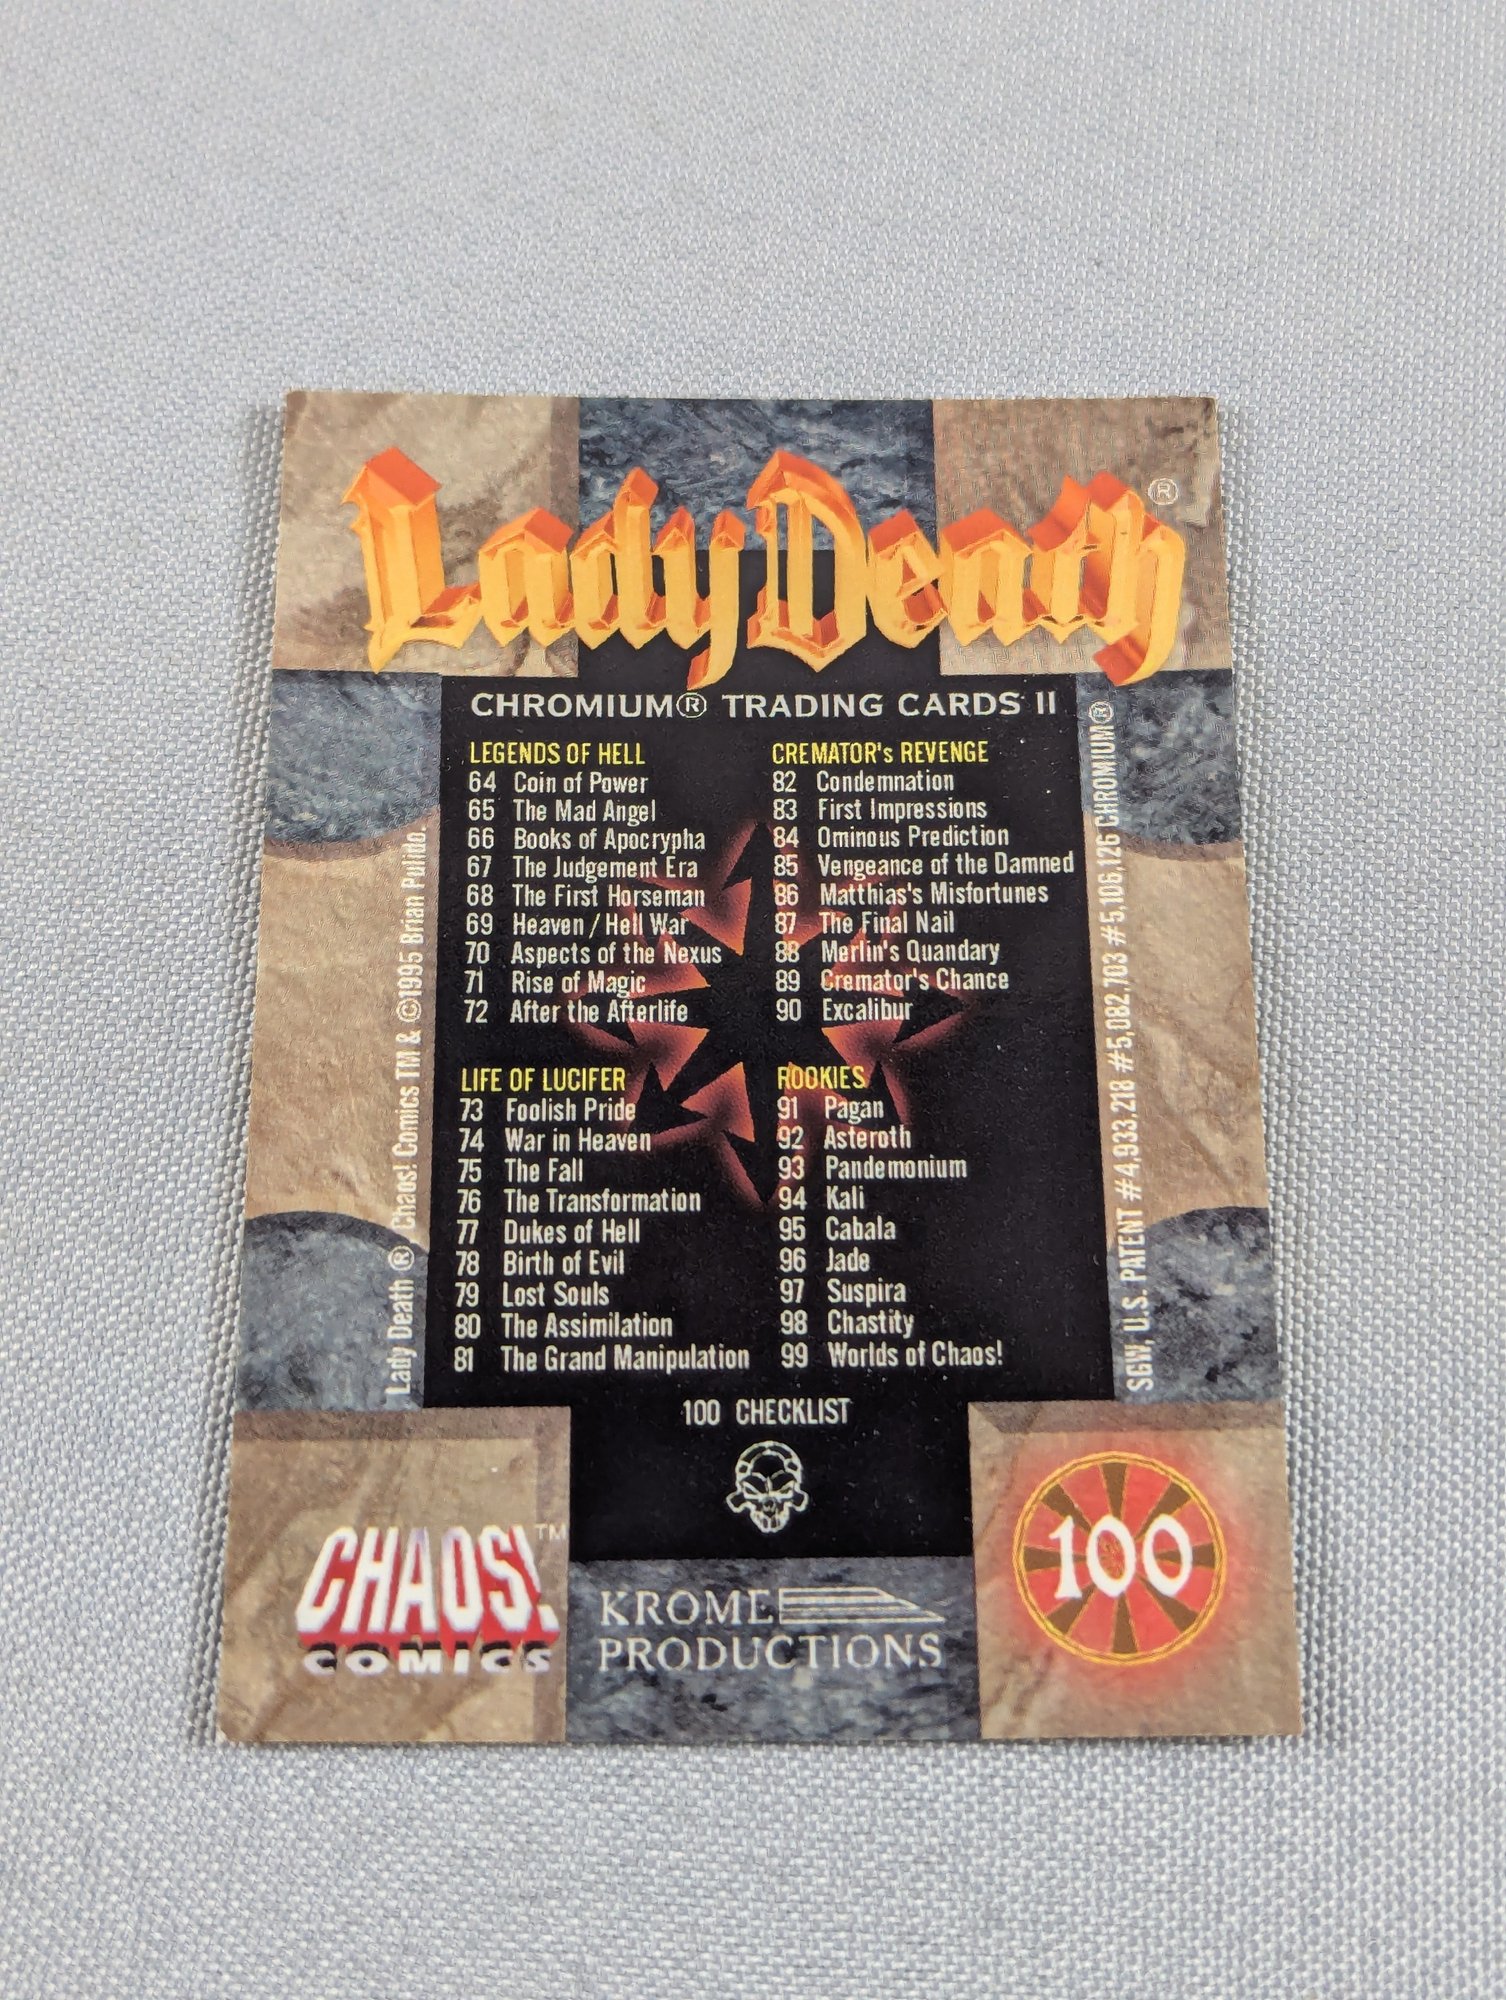 Lady Death®
CHROMIUM® TRADING CARDS II
LEGENDS OF HELL
64 Coin of Power
65 The Mad Angel
66 Books of Apocrypha
67 The Judgement Era
68 The First Horseman
69 Heaven / Hell War
70 Aspects of the Nexus
71 Rise of Magic
72 After the Afterlife
LIFE OF LUCIFER
73 Foolish Pride
74 War in Heaven
75 The Fall
76 The Transformation
77 Dukes of Hell
78 Birth of Evil
79 Lost Souls
80 The Assimilation
81 The Grand Manipulation
CREMATOR's REVENGE
82 Condemnation
83 First Impressions
84 Ominous Prediction
85 Vengeance of the Damned
86 Matthias's Misfortunes
87 The Final Nail
88 Merlin's Quandary
89 Cremator's Chance
90 Excalibur
ROOKIES
91 Pagan
92 Asteroth
93 Pandemonium
94 Kali
95 Cabala
96 Jade
97 Suspira
98 Chastity
99 Worlds of Chaos!
100 CHECKLIST
Lady Death ® Chaos! Comics TM & ©1995 Brian Pulido.
SGW, U.S. PATENT #4,933,218 #5,082,703 #5,106,126 CHROMIUM®
CHAOS!™
COMICS
KROME
PRODUCTIONS
100